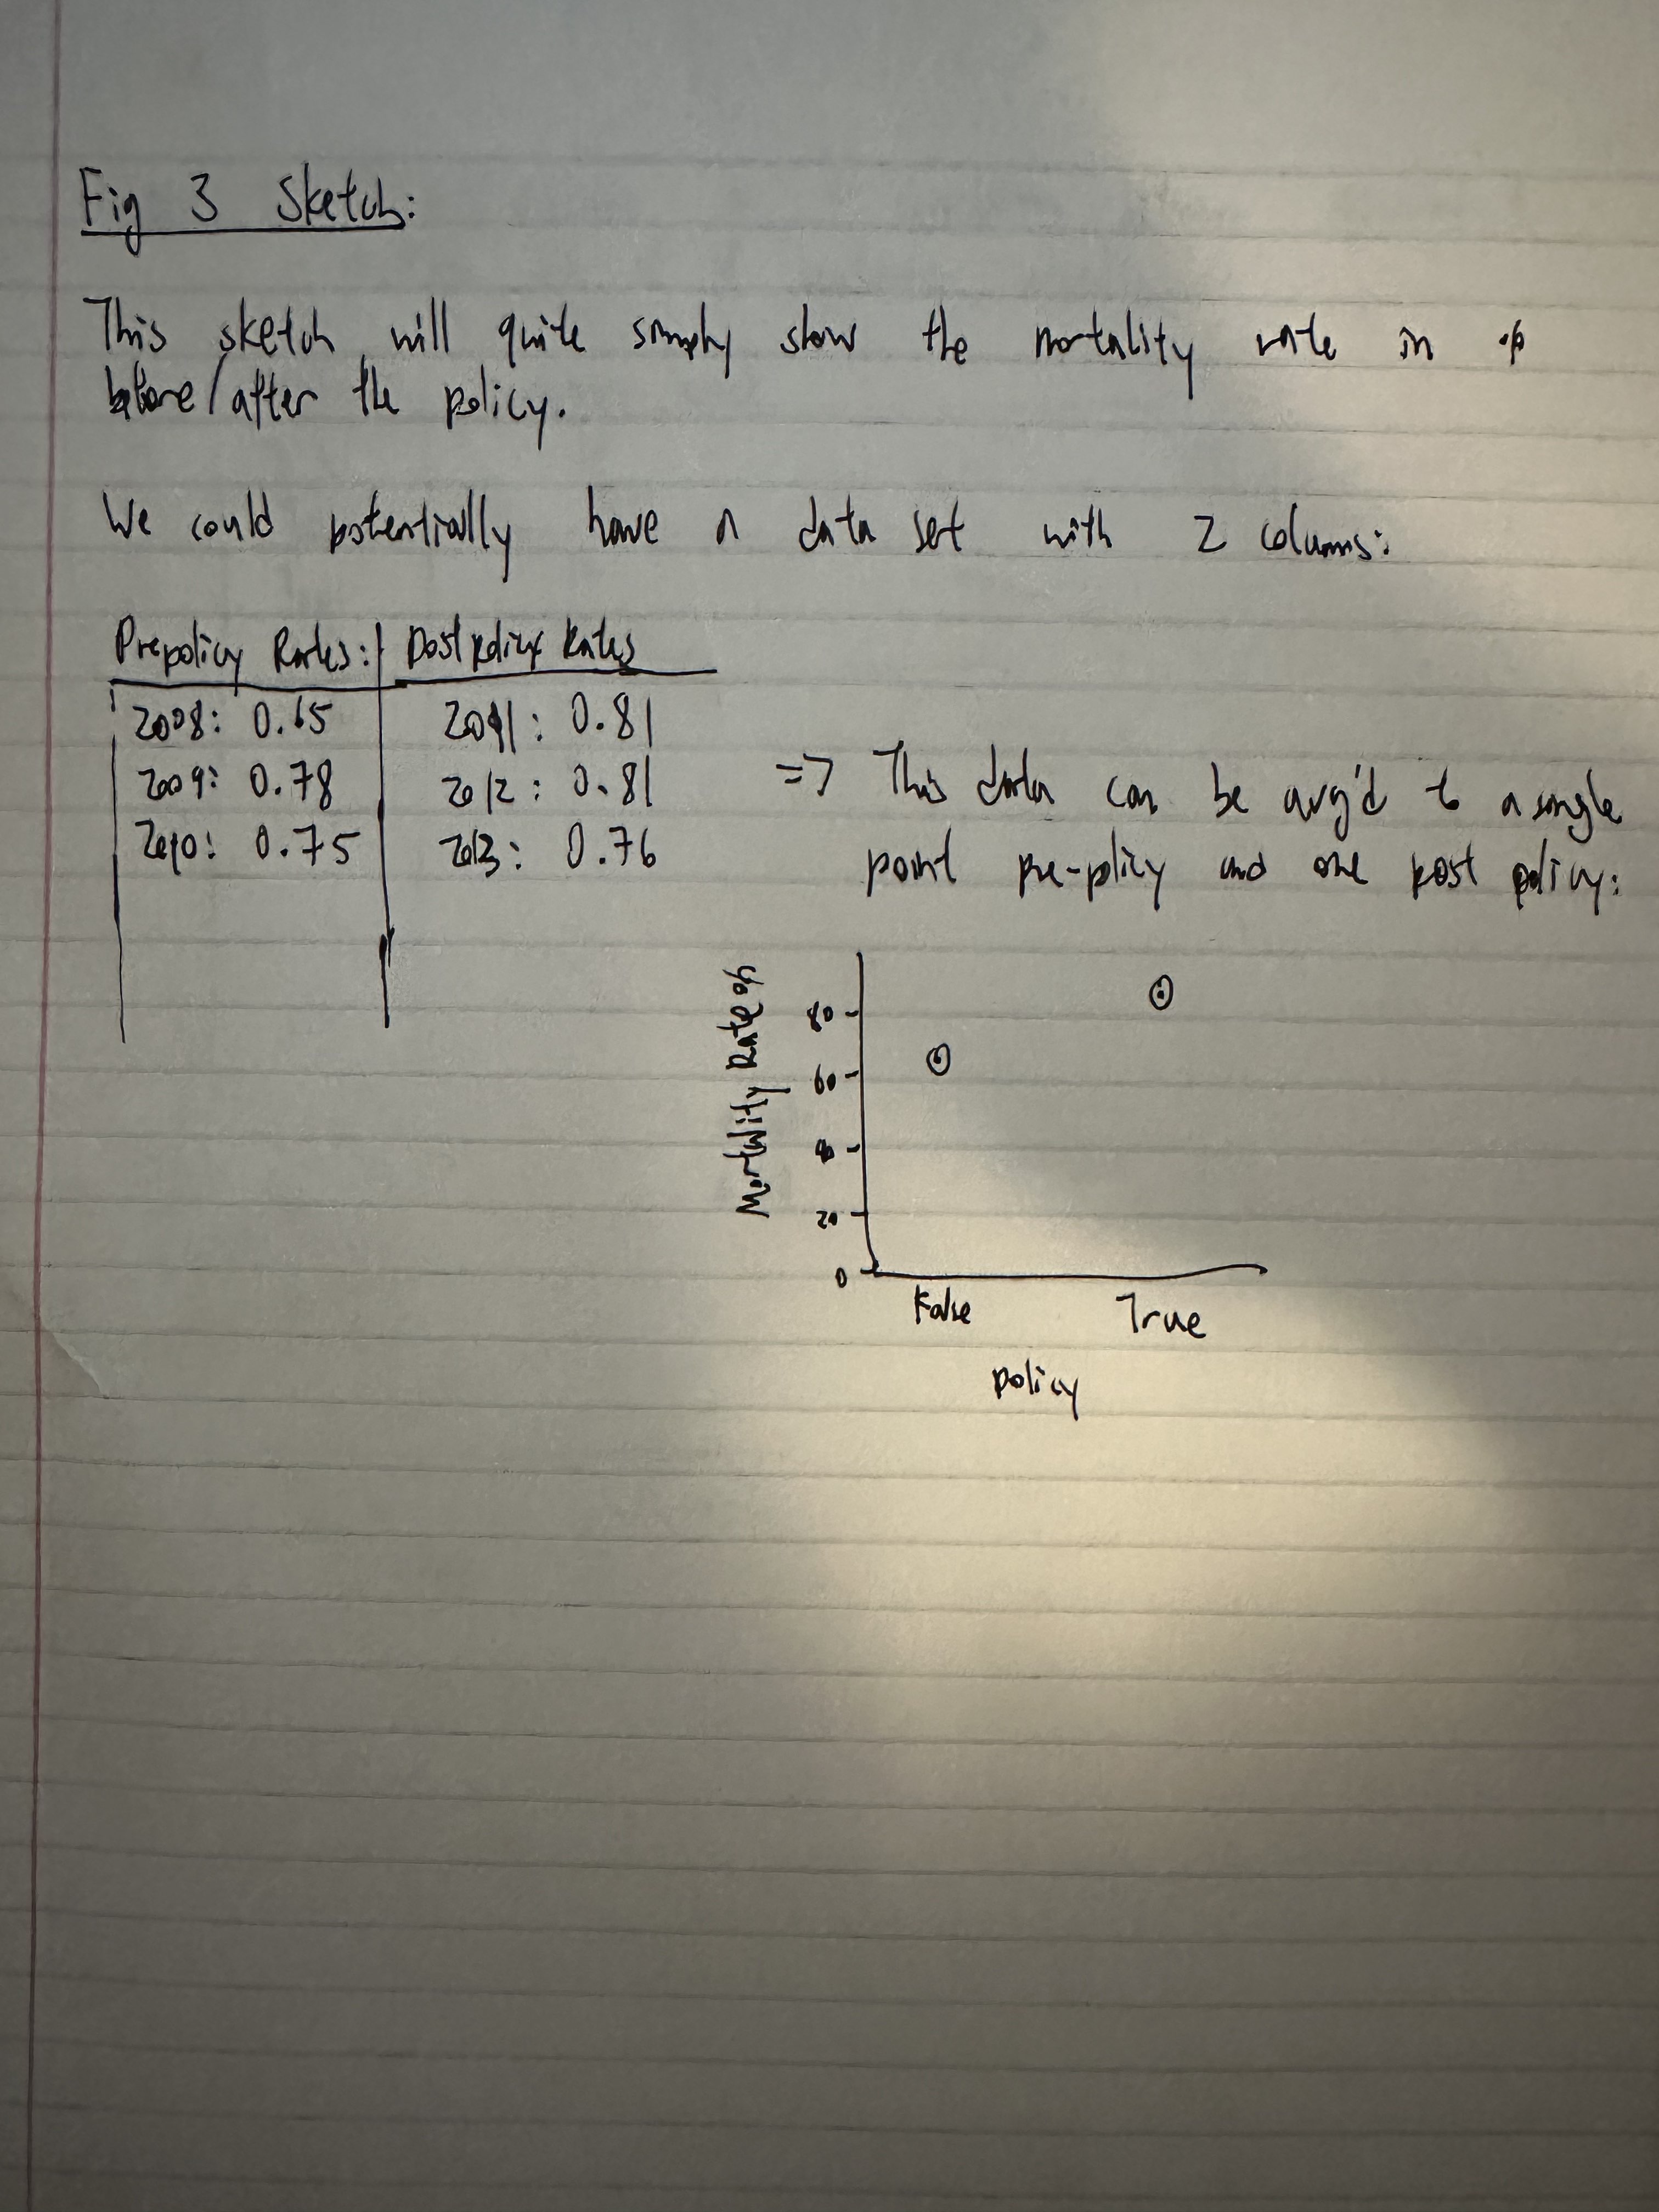 Fig 3 Sketch:
This sketch will quite simply show the mortality rate in %
before/after the policy.
We could potentially have a data set with 2 columns:
Prepolicy Rates: Postpolicy Rates
2008: 0.65 2011: 0.81
2009: 0.78 2012: 0.81
2010: 0.75 2013: 0.76
=> This data can be avg'd to a single
point pre-policy and one post policy:
Mortality Rate %
80
60
40
20
0
False True
policy